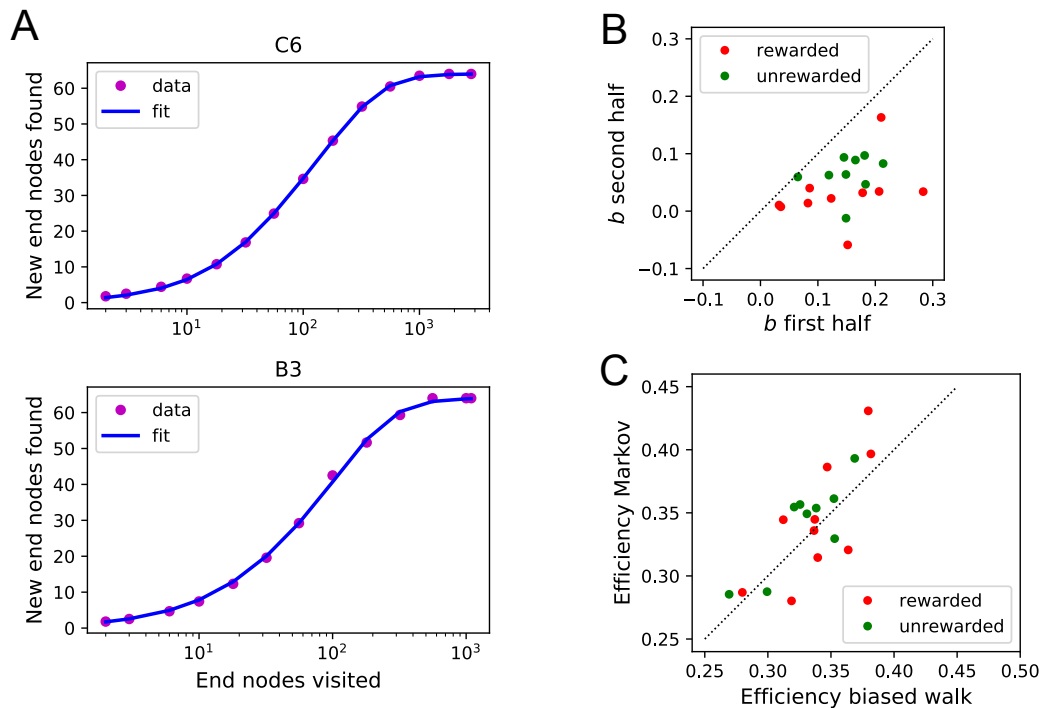 A
C6
New end nodes found
60
50
40
30
20
10
0
data
fit
10¹
10²
10³
B3
New end nodes found
60
50
40
30
20
10
0
data
fit
10¹
10²
10³
End nodes visited
B
b second half
0.3
0.2
0.1
0.0
−0.1
rewarded
unrewarded
−0.1 0.0 0.1 0.2 0.3
b first half
C
Efficiency Markov
0.45
0.40
0.35
0.30
0.25
rewarded
unrewarded
0.25 0.30 0.35 0.40 0.45 0.50
Efficiency biased walk